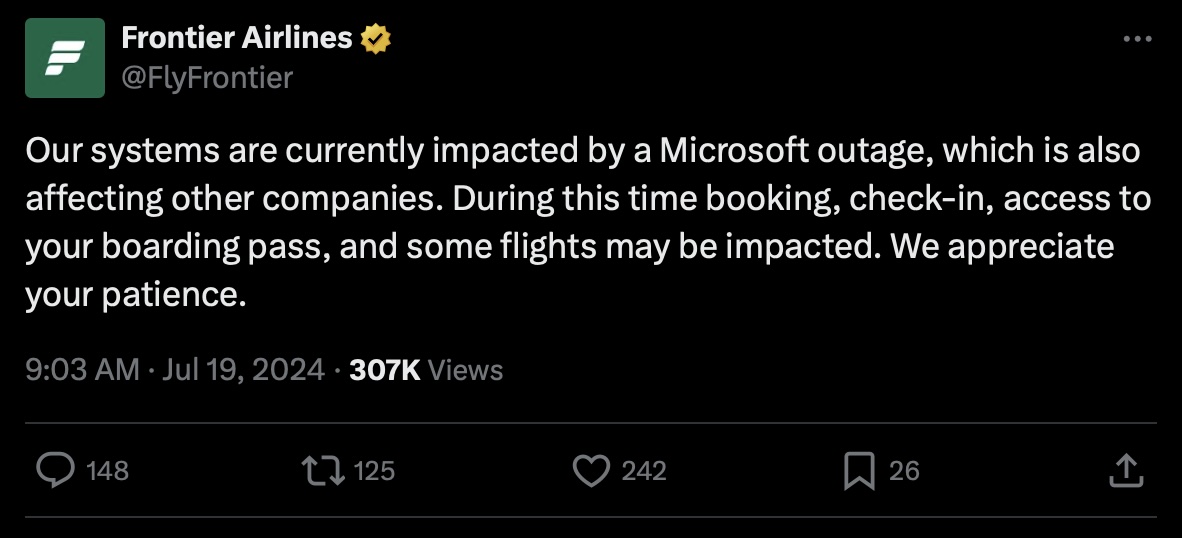 Frontier Airlines
@FlyFrontier
Our systems are currently impacted by a Microsoft outage, which is also
affecting other companies. During this time booking, check-in, access to
your boarding pass, and some flights may be impacted. We appreciate
your patience.
9:03 AM · Jul 19, 2024 · 307K Views
148 125 242 26